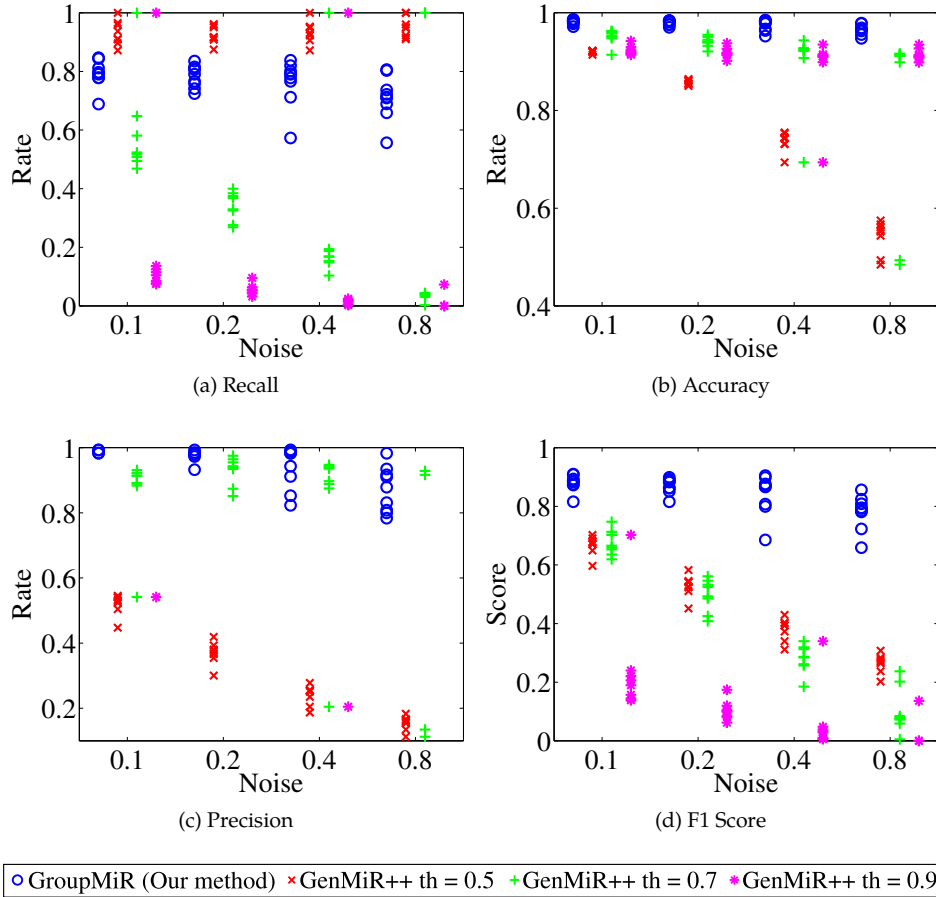 1
0.8
0.6
0.4
0.2
0
Rate
0.1 0.2 0.4 0.8
Noise
(a) Recall
1
0.8
0.6
0.4
Rate
0.1 0.2 0.4 0.8
Noise
(b) Accuracy
1
0.8
0.6
0.4
0.2
Rate
0.1 0.2 0.4 0.8
Noise
(c) Precision
1
0.8
0.6
0.4
0.2
0
Score
0.1 0.2 0.4 0.8
Noise
(d) F1 Score
GroupMiR (Our method) GenMiR++ th = 0.5 GenMiR++ th = 0.7 GenMiR++ th = 0.9